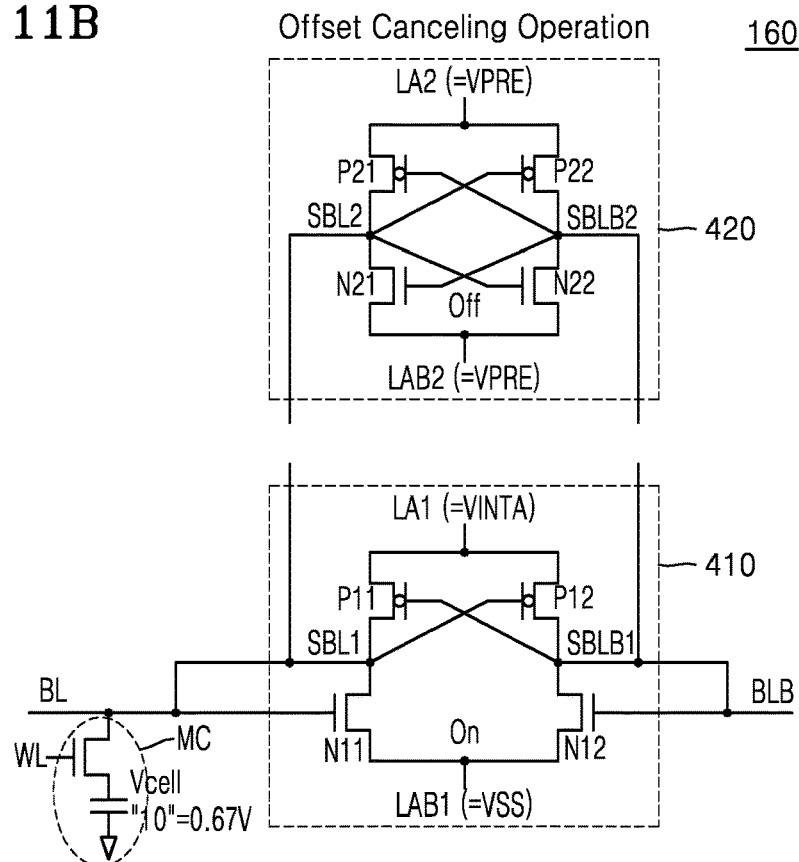 11B
Offset Canceling Operation
160
LA2 (=VPRE)
P21
P22
SBL2
SBLB2
420
N21
N22
Off
LAB2 (=VPRE)
LA1 (=VINTA)
410
P11
P12
SBL1
SBLB1
BL
BLB
MC
On
WL
N11
N12
Vcell
"10"=0.67V
LAB1 (=VSS)